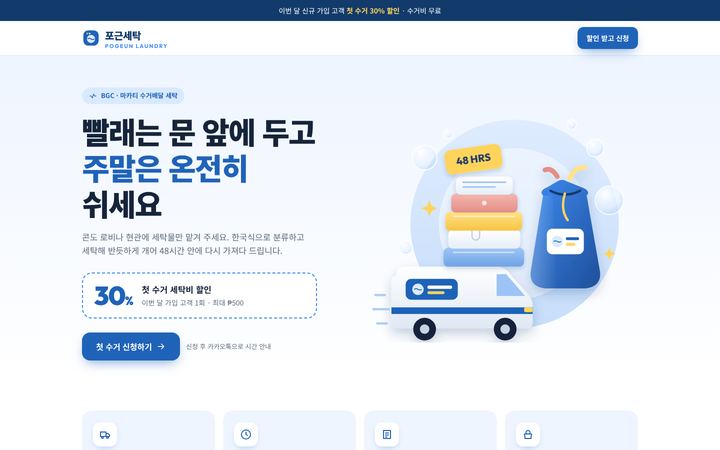 이번 달 신규 가입 고객 첫 수거 30% 할인 · 수거비 무료
포근세탁
POGEUN LAUNDRY
할인 받고 신청
BGC · 마카티 수거배달 세탁
빨래는 문 앞에 두고
주말은 온전히
쉬세요
콘도 로비나 현관에 세탁물만 맡겨 주세요. 한국식으로 분류하고
세탁해 반듯하게 개어 48시간 안에 다시 가져다 드립니다.
30%
첫 수거 세탁비 할인
이번 달 가입 고객 1회 · 최대 ₱500
첫 수거 신청하기 →
신청 후 카카오톡으로 시간 안내
48 HRS